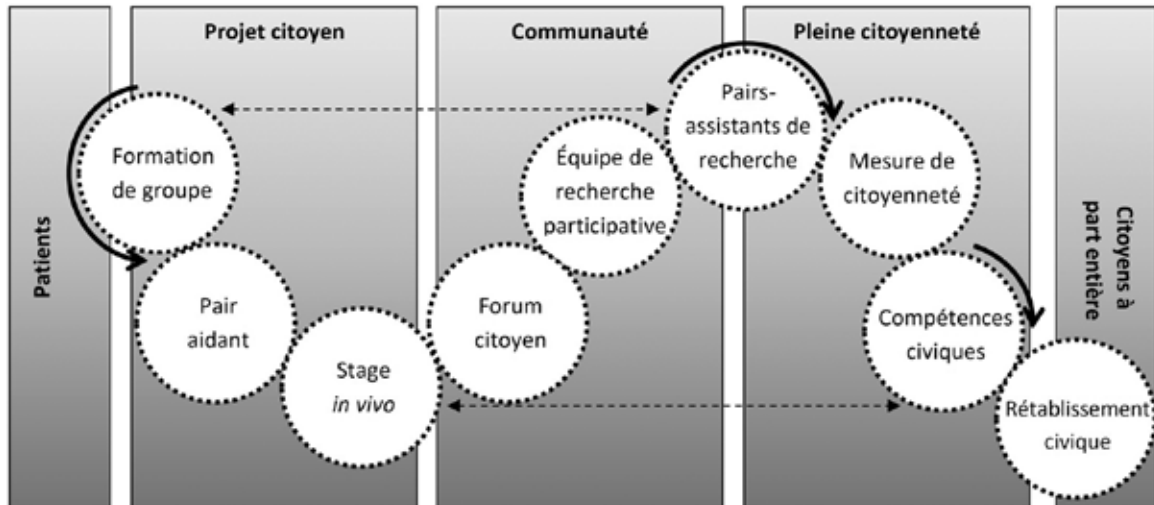 Projet citoyen
Communauté
Pleine citoyenneté
Patients
Formation
de groupe
Pair
aidant
Stage
in vivo
Forum
citoyen
Équipe de
recherche
participative
Pairs-
assistants de
recherche
Mesure de
citoyenneté
Compétences
civiques
Rétablissement
civique
Citoyens à
part entière